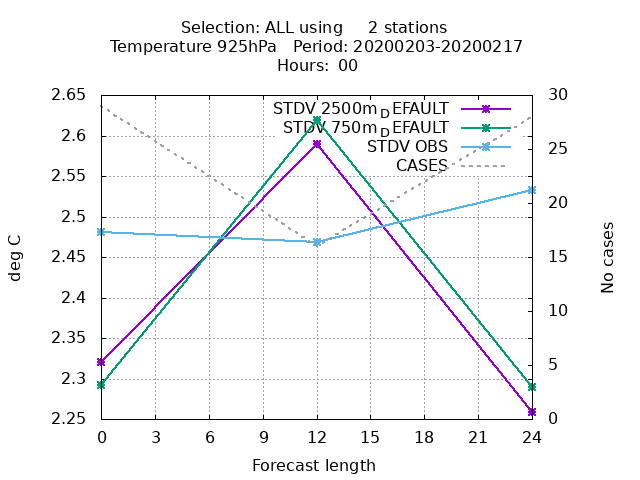 Selection: ALL using     2 stations
Temperature 925hPa   Period: 20200203-20200217
Hours:  00
2.65
2.6
2.55
2.5
2.45
2.4
2.35
2.3
2.25
deg C
STDV 2500m_DEFAULT
STDV 750m_DEFAULT
STDV OBS
CASES
30
25
20
15
10
5
0
No cases
0 3 6 9 12 15 18 21 24
Forecast length